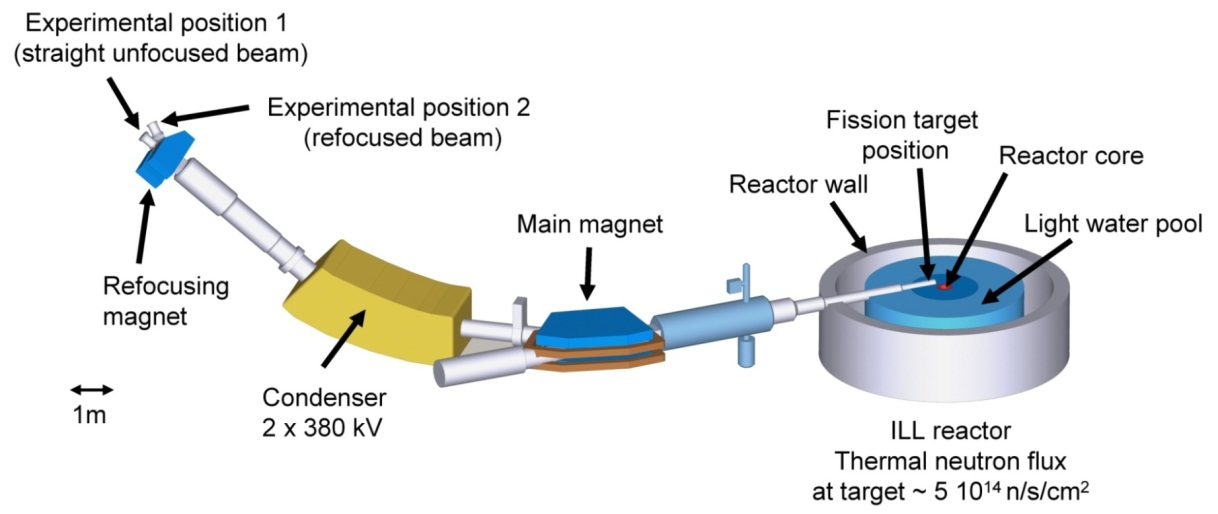 Experimental position 1
(straight unfocused beam)
Experimental position 2
(refocused beam)
Fission target
position
Reactor core
Reactor wall
Light water pool
Main magnet
Refocusing
magnet
Condenser
2 x 380 kV
1m
ILL reactor
Thermal neutron flux
at target ~ 5 10¹⁴ n/s/cm²